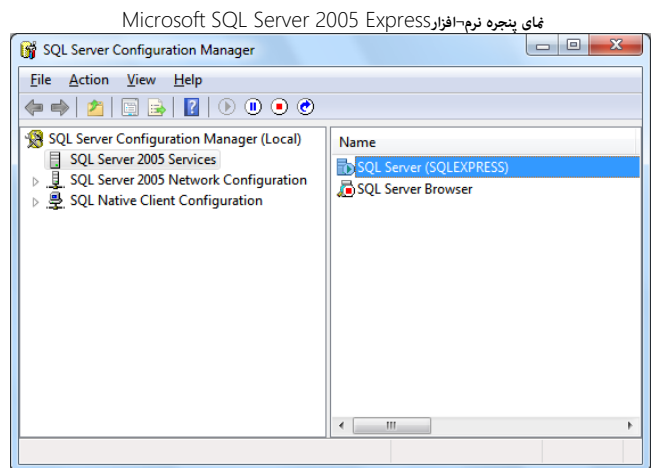 نمای پنجره نرم¬افزارMicrosoft SQL Server 2005 Express
SQL Server Configuration Manager
File Action View Help
SQL Server Configuration Manager (Local)
SQL Server 2005 Services
SQL Server 2005 Network Configuration
SQL Native Client Configuration
Name
SQL Server (SQLEXPRESS)
SQL Server Browser